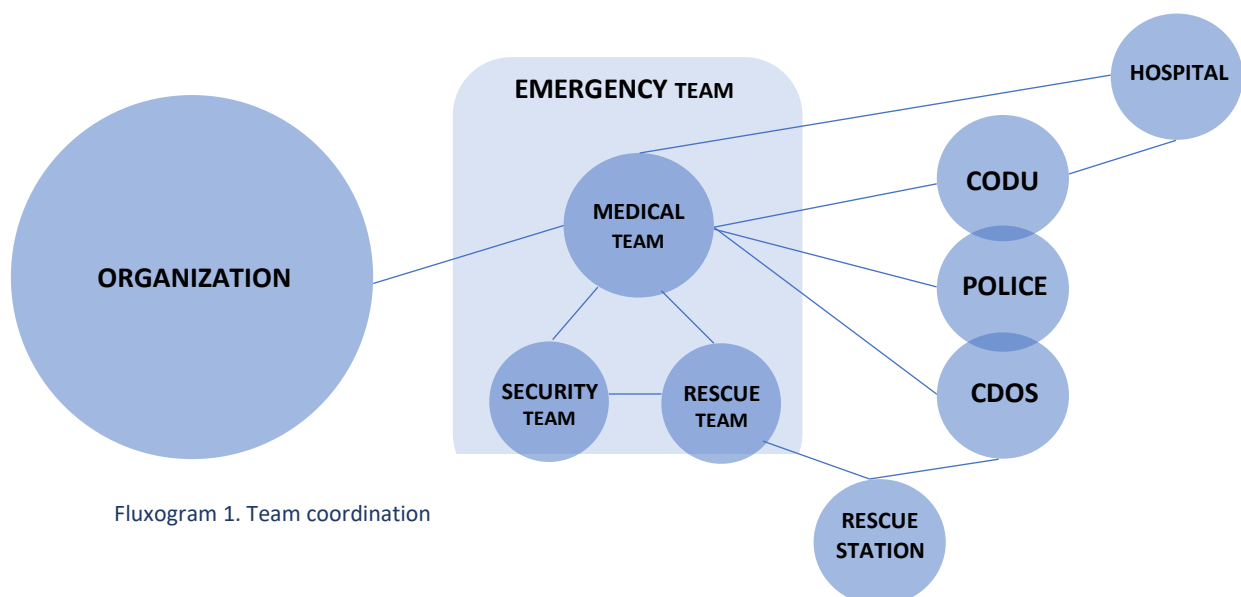 EMERGENCY TEAM
HOSPITAL
CODU
MEDICAL
TEAM
ORGANIZATION
POLICE
SECURITY
TEAM
RESCUE
TEAM
CDOS
Fluxogram 1. Team coordination
RESCUE
STATION